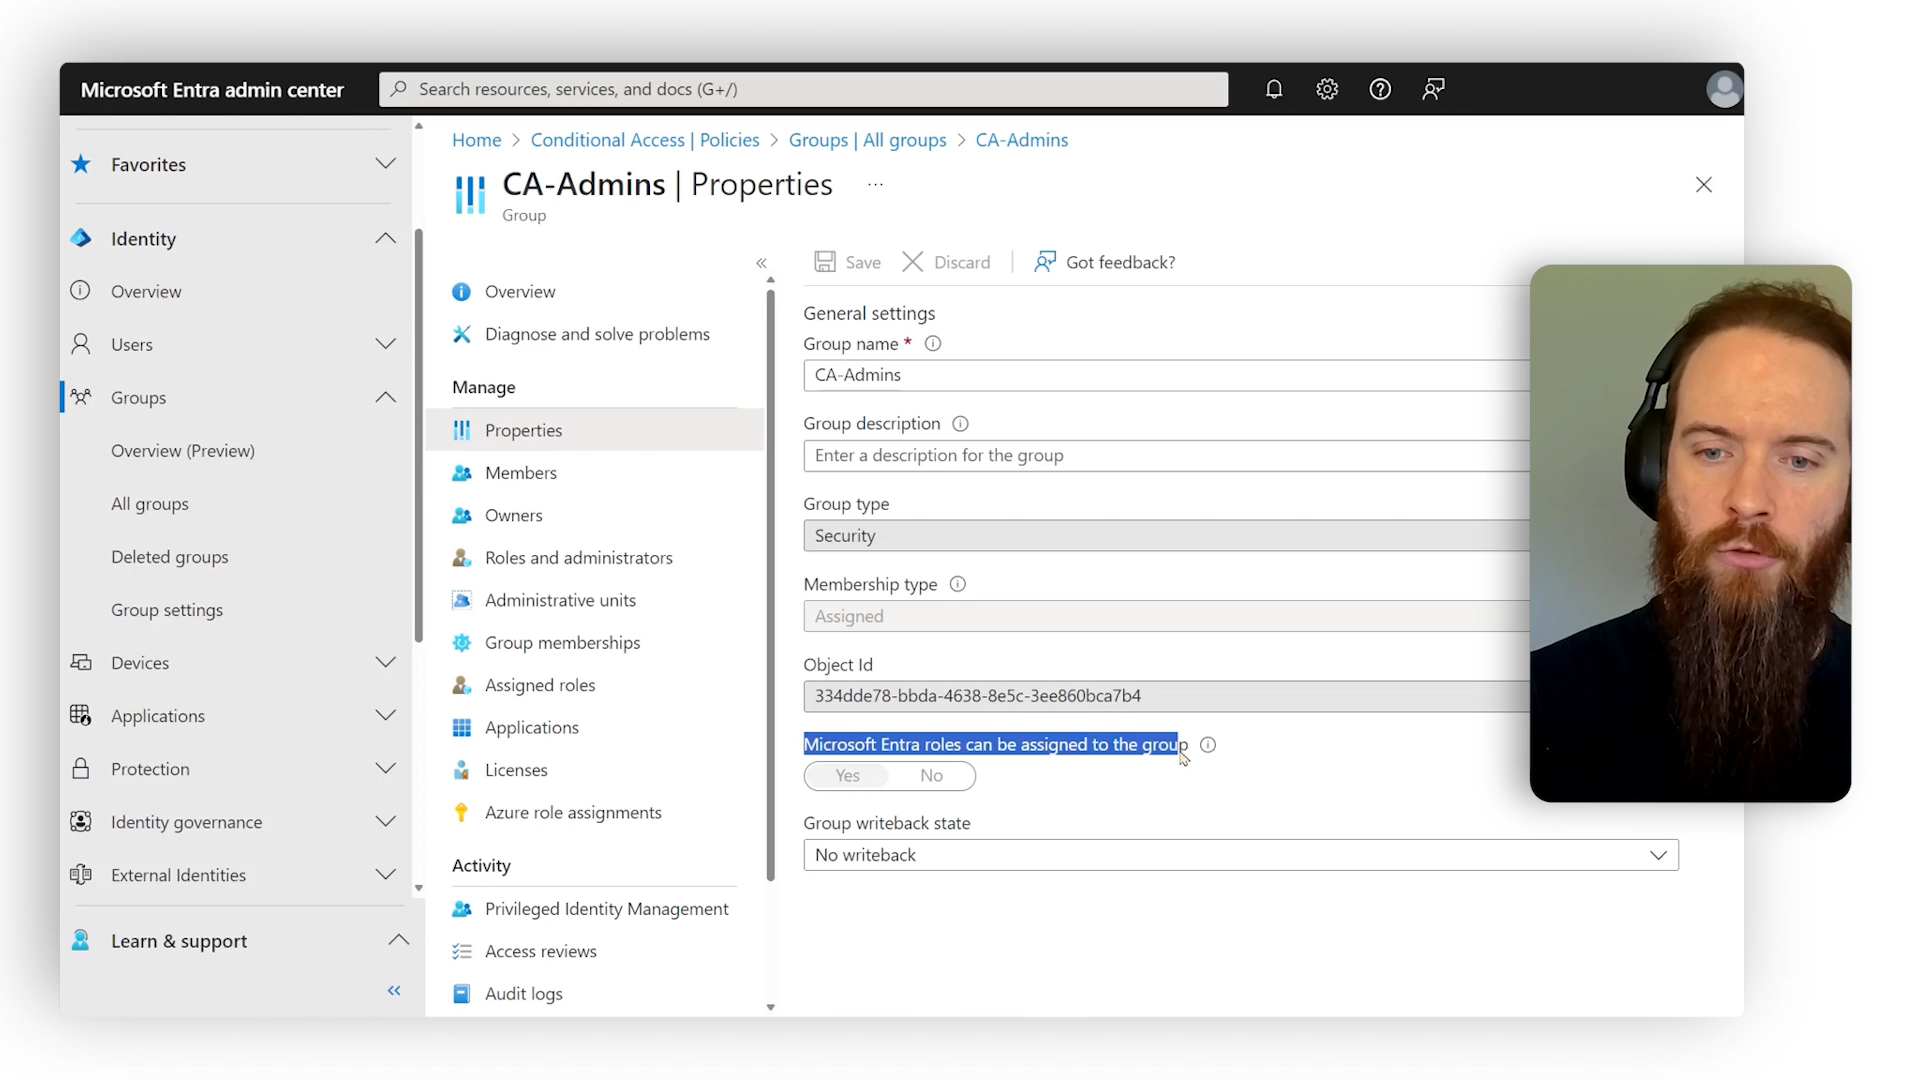 Microsoft Entra admin center
Search resources, services, and docs (G+/)
Home > Conditional Access | Policies > Groups | All groups > CA-Admins
CA-Admins | Properties ...
Group
Favorites
Identity
Overview
Users
Groups
Overview (Preview)
All groups
Deleted groups
Group settings
Devices
Applications
Protection
Identity governance
External Identities
Learn & support
Overview
Diagnose and solve problems
Manage
Properties
Members
Owners
Roles and administrators
Administrative units
Group memberships
Assigned roles
Applications
Licenses
Azure role assignments
Activity
Privileged Identity Management
Access reviews
Audit logs
Save Discard Got feedback?
General settings
Group name *
CA-Admins
Group description
Enter a description for the group
Group type
Security
Membership type
Assigned
Object Id
334dde78-bbda-4638-8e5c-3ee860bca7b4
Microsoft Entra roles can be assigned to the group
Yes No
Group writeback state
No writeback